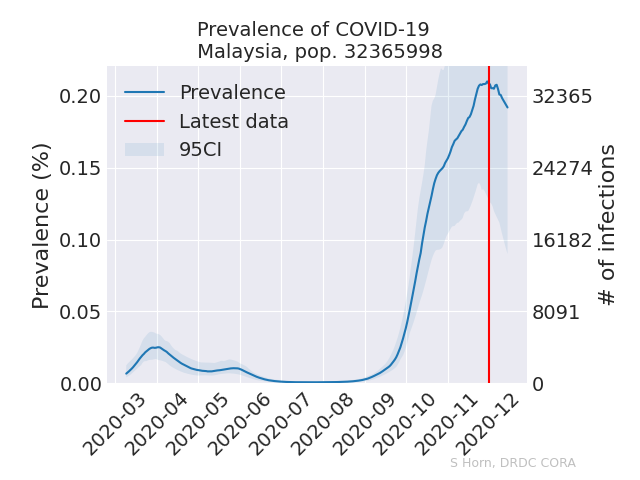 Prevalence of COVID-19
Malaysia, pop. 32365998
Prevalence
Latest data
95CI
Prevalence (%)
0.20
0.15
0.10
0.05
0.00
32365
24274
16182
8091
0
# of infections
2020-03
2020-04
2020-05
2020-06
2020-07
2020-08
2020-09
2020-10
2020-11
2020-12
S Horn, DRDC CORA